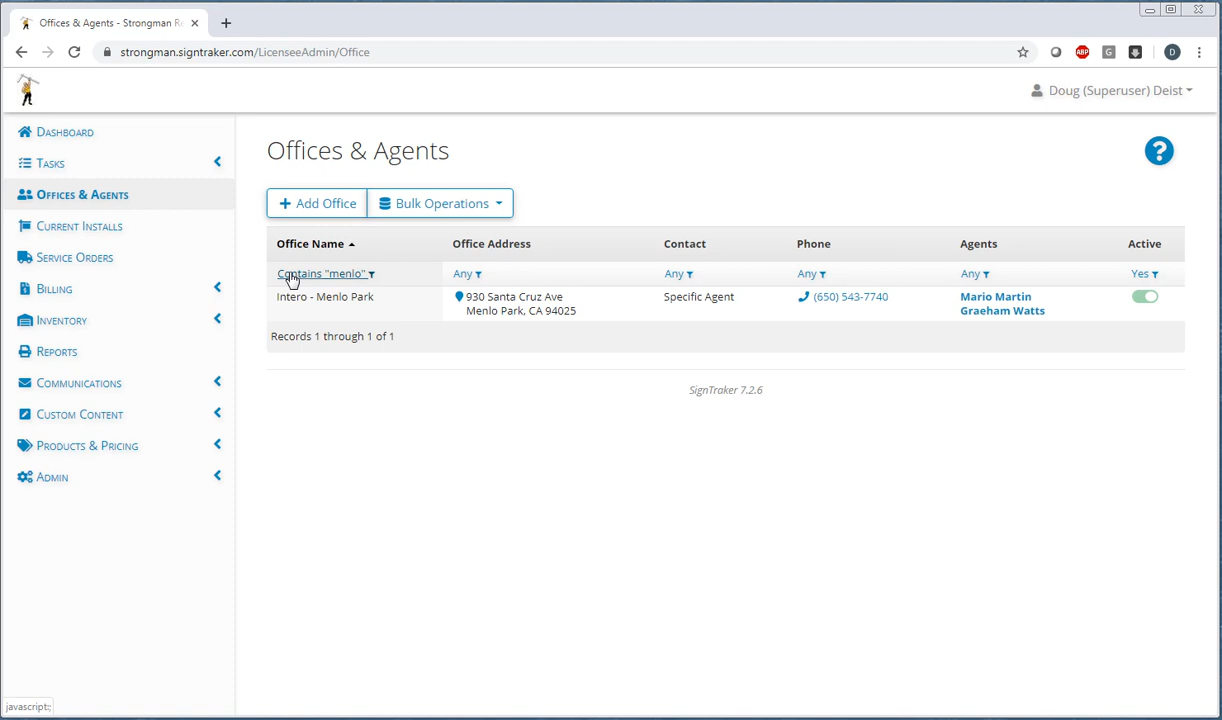 Offices & Agents - Strongman Re
strongman.signtraker.com/LicenseeAdmin/Office
ABP
G
D
Doug (Superuser) Deist
Dashboard
Tasks
Offices & Agents
Current Installs
Service Orders
Billing
Inventory
Reports
Communications
Custom Content
Products & Pricing
Admin
Offices & Agents
?
+ Add Office
Bulk Operations
Office Name Office Address Contact Phone Agents Active
Contains "menlo" Any Any Any Any Yes
Intero - Menlo Park 930 Santa Cruz Ave Specific Agent (650) 543-7740 Mario Martin
Menlo Park, CA 94025 Graeham Watts
Records 1 through 1 of 1
SignTraker 7.2.6
javascript:;